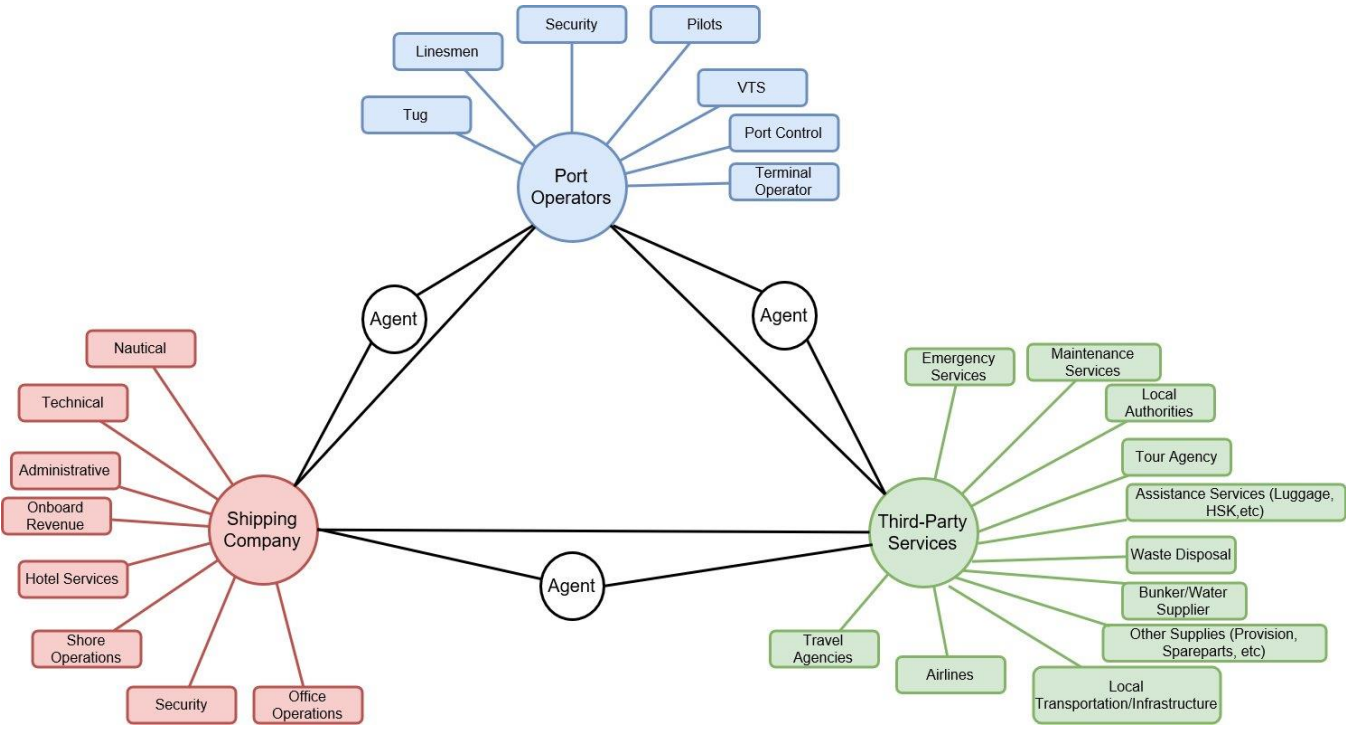 Security
Pilots
Linesmen
VTS
Tug
Port Control
Terminal
Operator
Port
Operators
Agent
Agent
Nautical
Technical
Administrative
Onboard
Revenue
Hotel Services
Shore
Operations
Security
Office
Operations
Shipping
Company
Agent
Third-Party
Services
Emergency
Services
Maintenance
Services
Local
Authorities
Tour Agency
Assistance Services (Luggage,
HSK,etc)
Waste Disposal
Bunker/Water
Supplier
Other Supplies (Provision,
Spareparts, etc)
Local
Transportation/Infrastructure
Airlines
Travel
Agencies